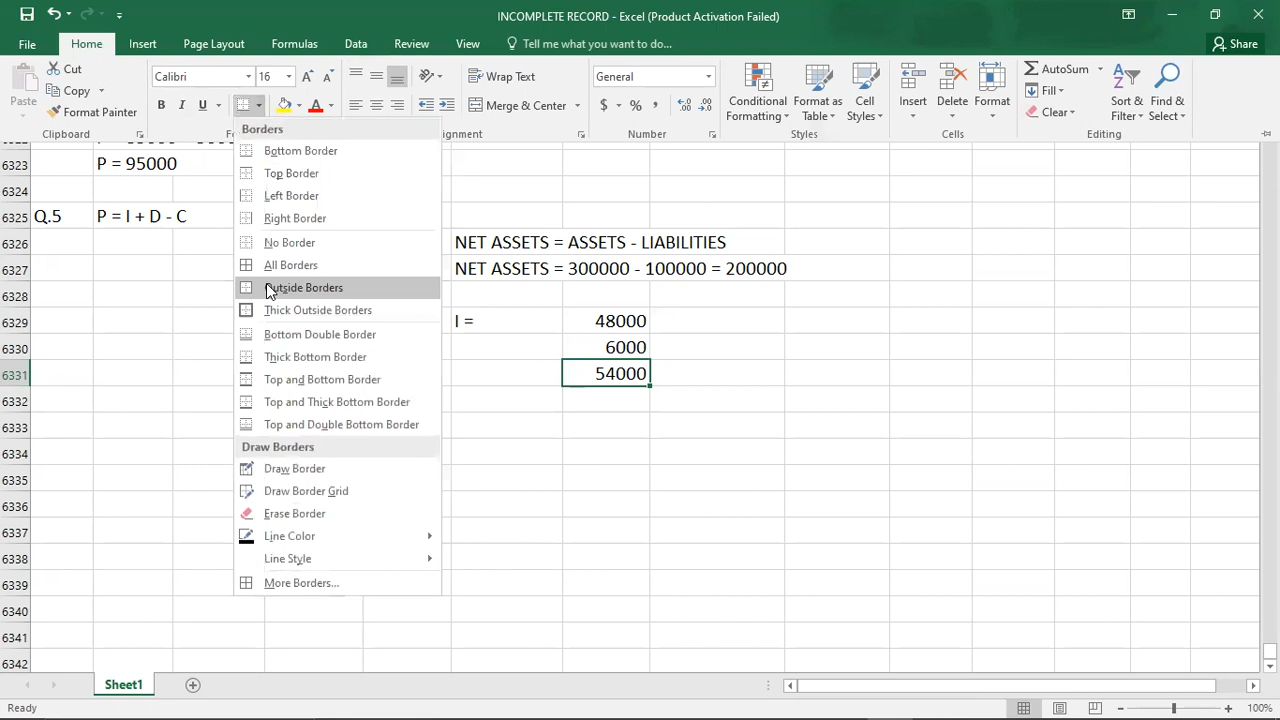 INCOMPLETE RECORD - Excel (Product Activation Failed)
File Home Insert Page Layout Formulas Data Review View Tell me what you want to do... Share
Cut
Copy
Format Painter
Paste
Clipboard
Calibri 16
B I U
Wrap Text
Merge & Center
General
$ % ,
Number
Conditional Formatting
Format as Table
Cell Styles
Styles
Insert
Delete
Format
Cells
AutoSum
Fill
Clear
Sort & Filter
Find & Select
Editing
Borders
Bottom Border
Top Border
Left Border
Right Border
No Border
All Borders
Outside Borders
Thick Outside Borders
Bottom Double Border
Thick Bottom Border
Top and Bottom Border
Top and Thick Bottom Border
Top and Double Bottom Border
Draw Borders
Draw Border
Draw Border Grid
Erase Border
Line Color
Line Style
More Borders...
6323 P = 95000
6324
6325 Q.5 P = I + D - C
6326 NET ASSETS = ASSETS - LIABILITIES
6327 NET ASSETS = 300000 - 100000 = 200000
6328
6329 I = 48000
6330 6000
6331 54000
6332
6333
6334
6335
6336
6337
6338
6339
6340
6341
6342
Sheet1
Ready
100%